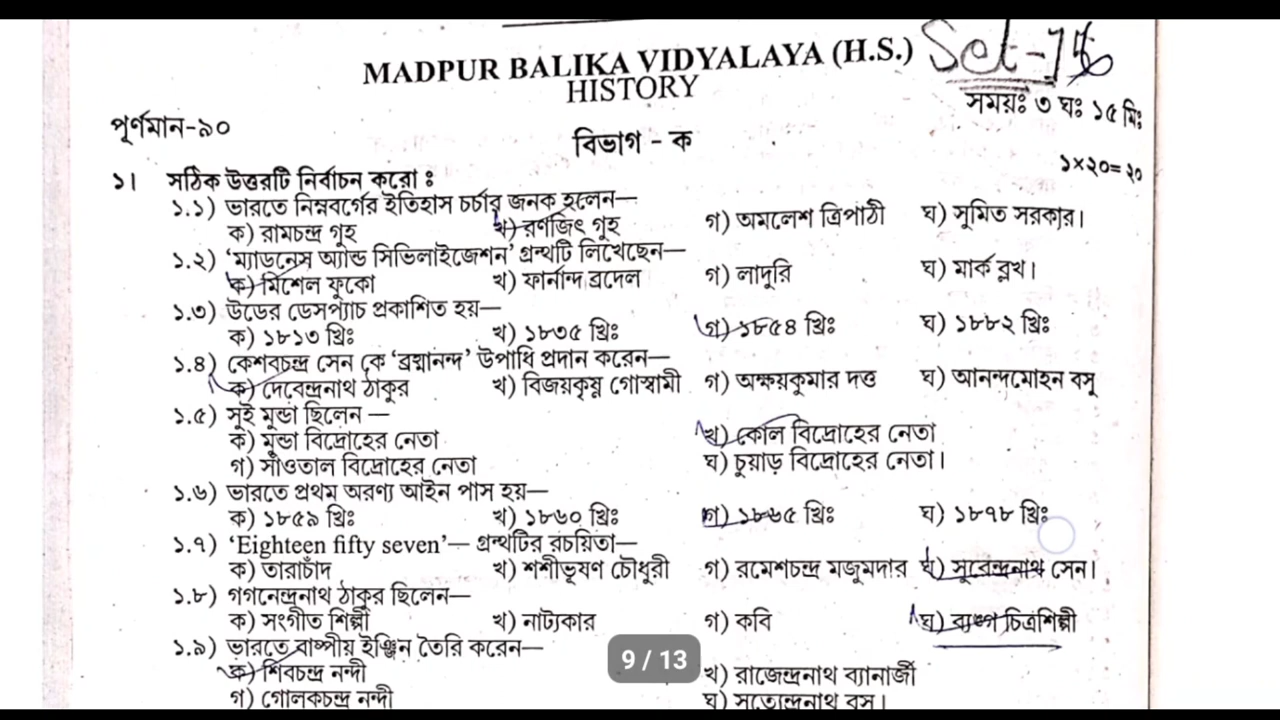 MADPUR BALIKA VIDYALAYA (H.S.)
Set-
HISTORY
সময়ঃ ৩ ঘঃ ১৫ মিঃ
পূর্ণমান-৯০
বিভাগ - ক
১×২০=২০
১। সঠিক উত্তরটি নির্বাচন করো ঃ
১.১) ভারতে নিম্নবর্গের ইতিহাস চর্চার জনক হলেন—
ক) রামচন্দ্র গুহ খ) রণজিৎ গুহ গ) অমলেশ ত্রিপাঠী ঘ) সুমিত সরকার।
১.২) ‘ম্যাডনেস অ্যান্ড সিভিলাইজেশন’ গ্রন্থটি লিখেছেন—
ক) মিশেল ফুকো খ) ফার্নান্দ ব্রদেল গ) লাদুরি ঘ) মার্ক ব্লখ।
১.৩) উডের ডেসপ্যাচ প্রকাশিত হয়—
ক) ১৮১৩ খ্রিঃ খ) ১৮৩৫ খ্রিঃ গ) ১৮৫৪ খ্রিঃ ঘ) ১৮৮২ খ্রিঃ
১.৪) কেশবচন্দ্র সেন কে ‘ব্রহ্মানন্দ’ উপাধি প্রদান করেন—
ক) দেবেন্দ্রনাথ ঠাকুর খ) বিজয়কৃষ্ণ গোস্বামী গ) অক্ষয়কুমার দত্ত ঘ) আনন্দমোহন বসু
১.৫) সুই মুন্ডা ছিলেন —
ক) মুন্ডা বিদ্রোহের নেতা খ) কোল বিদ্রোহের নেতা
গ) সাঁওতাল বিদ্রোহের নেতা ঘ) চুয়াড় বিদ্রোহের নেতা।
১.৬) ভারতে প্রথম অরণ্য আইন পাস হয়—
ক) ১৮৫৯ খ্রিঃ খ) ১৮৬০ খ্রিঃ গ) ১৮৬৫ খ্রিঃ ঘ) ১৮৭৮ খ্রিঃ
১.৭) ‘Eighteen fifty seven’— গ্রন্থটির রচয়িতা—
ক) তারাচাঁদ খ) শশীভূষণ চৌধুরী গ) রমেশচন্দ্র মজুমদার ঘ) সুরেন্দ্রনাথ সেন।
১.৮) গগনেন্দ্রনাথ ঠাকুর ছিলেন—
ক) সংগীত শিল্পী খ) নাট্যকার গ) কবি ঘ) ব্যঙ্গ চিত্রশিল্পী
১.৯) ভারতে বাষ্পীয় ইঞ্জিন তৈরি করেন—
ক) শিবচন্দ্র নন্দী খ) রাজেন্দ্রনাথ ব্যানার্জী
গ) গোলকচন্দ্র নন্দী ঘ) সত্যেন্দ্রনাথ বসু।
9 / 13